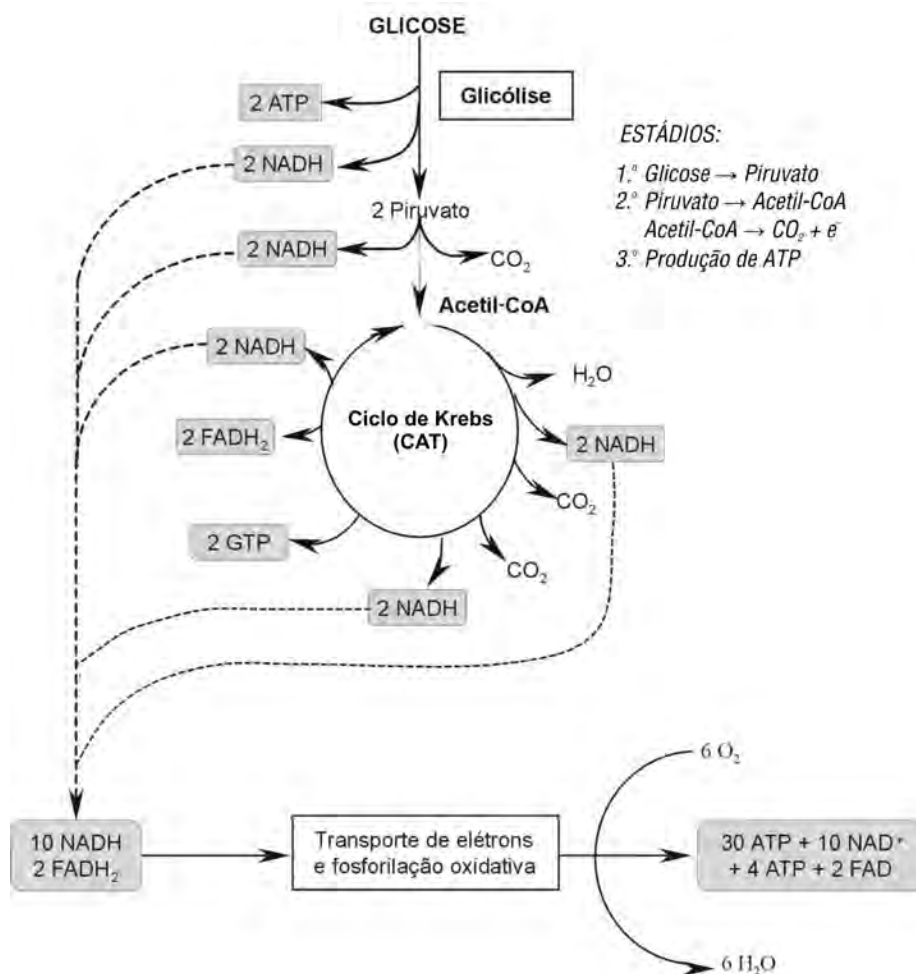 GLICOSE
Glicólise
2 ATP
2 NADH
ESTÁDIOS:
1.º Glicose → Piruvato
2.º Piruvato → Acetil-CoA
Acetil-CoA → CO₂ + e⁻
3.º Produção de ATP
2 Piruvato
2 NADH
CO₂
Acetil-CoA
2 NADH
H₂O
Ciclo de Krebs
(CAT)
2 FADH₂
2 NADH
CO₂
2 GTP
CO₂
2 NADH
6 O₂
10 NADH
2 FADH₂
Transporte de elétrons
e fosforilação oxidativa
30 ATP + 10 NAD⁺
+ 4 ATP + 2 FAD
6 H₂O